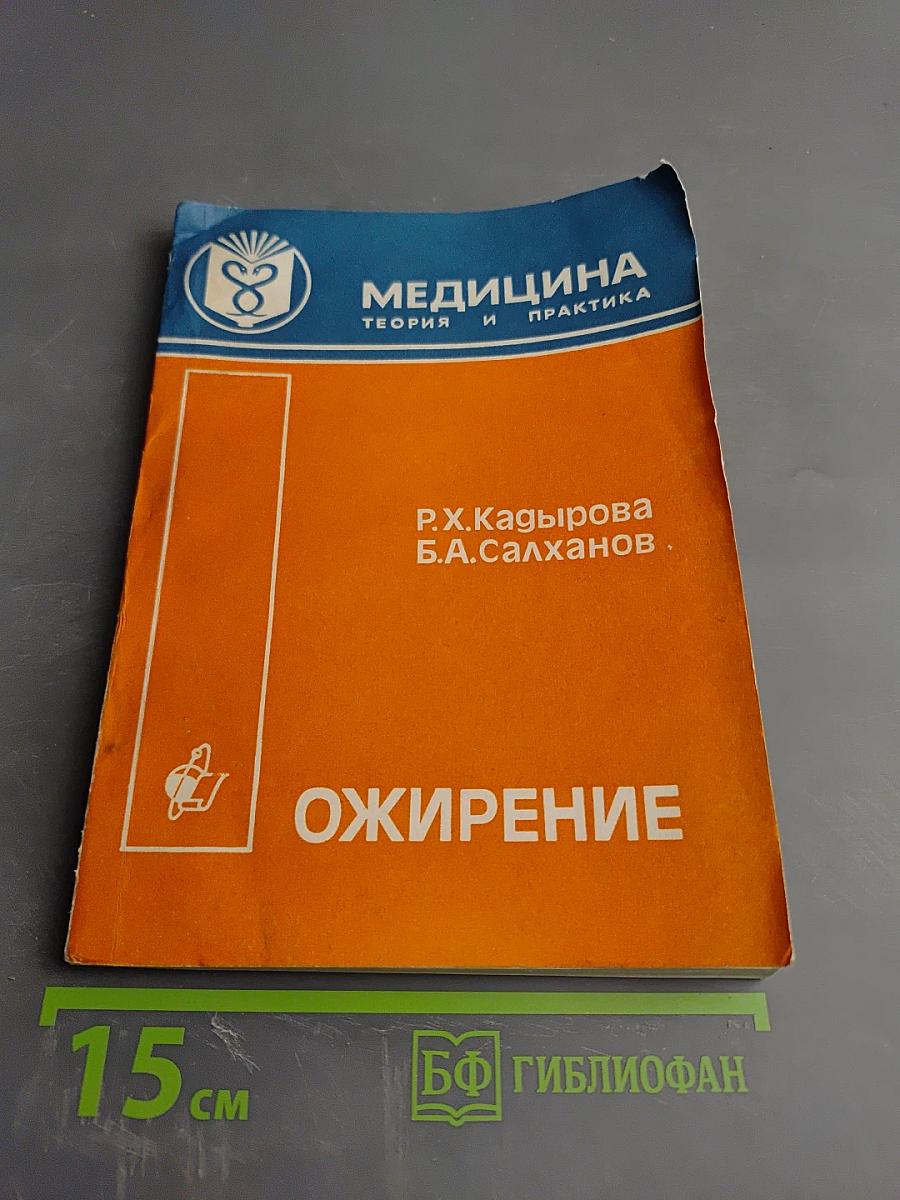 МЕДИЦИНА
ТЕОРИЯ И ПРАКТИКА
Р.Х.Кадырова
Б.А.Салханов
ОЖИРЕНИЕ
15 см
БФ ГИБЛИОФАН